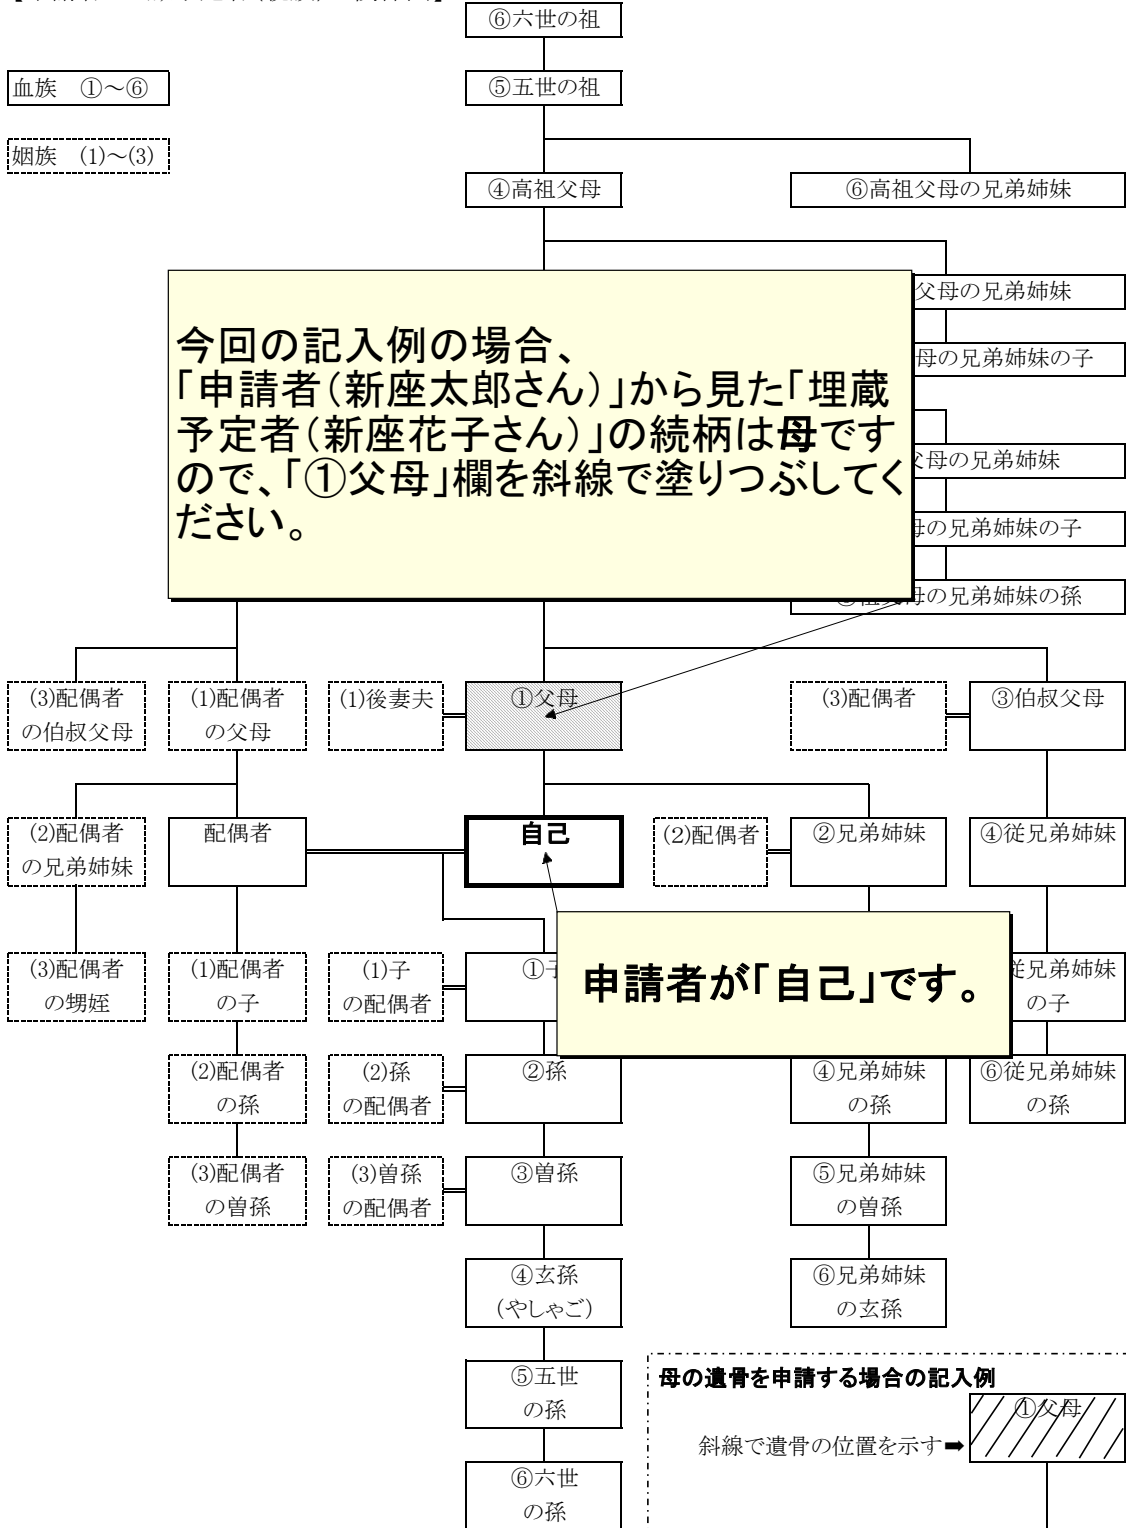 ⑥六世の祖
血族　①～⑥
⑤五世の祖
姻族　(1)～(3)
④高祖父母
⑥高祖父母の兄弟姉妹
今回の記入例の場合、
「申請者（新座太郎さん）」から見た「埋蔵
予定者（新座花子さん）」の続柄は母です
ので、「①父母」欄を斜線で塗りつぶしてく
ださい。
父母の兄弟姉妹
母の兄弟姉妹の子
父母の兄弟姉妹
母の兄弟姉妹の子
母の兄弟姉妹の孫
(3)配偶者
の伯叔父母
(1)配偶者
の父母
(1)後妻夫
①父母
(3)配偶者
③伯叔父母
(2)配偶者
の兄弟姉妹
配偶者
自己
(2)配偶者
②兄弟姉妹
④従兄弟姉妹
(3)配偶者
の甥姪
(1)配偶者
の子
(1)子
の配偶者
①子
申請者が「自己」です。
従兄弟姉妹
の子
(2)配偶者
の孫
(2)孫
の配偶者
②孫
④兄弟姉妹
の孫
⑥従兄弟姉妹
の孫
(3)配偶者
の曽孫
(3)曽孫
の配偶者
③曽孫
⑤兄弟姉妹
の曽孫
④玄孫
（やしゃご）
⑥兄弟姉妹
の玄孫
⑤五世
の孫
⑥六世
の孫
母の遺骨を申請する場合の記入例
①父母
斜線で遺骨の位置を示す➡